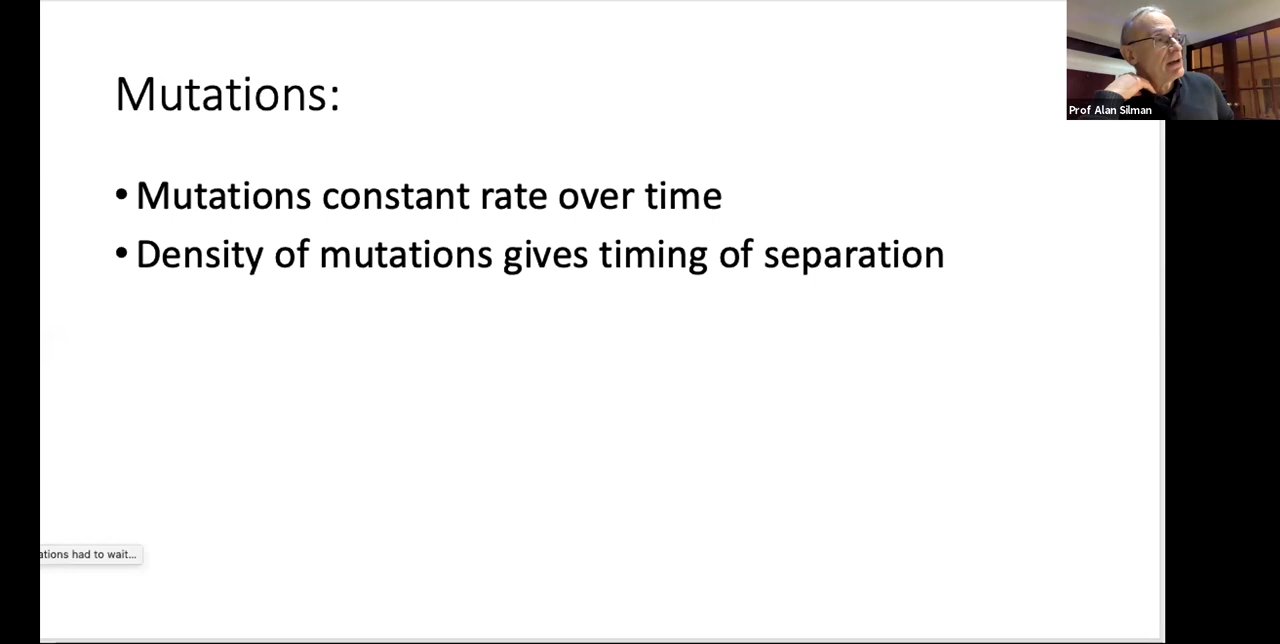 Mutations:
• Mutations constant rate over time
• Density of mutations gives timing of separation
Prof Alan Silman
ations had to wait...